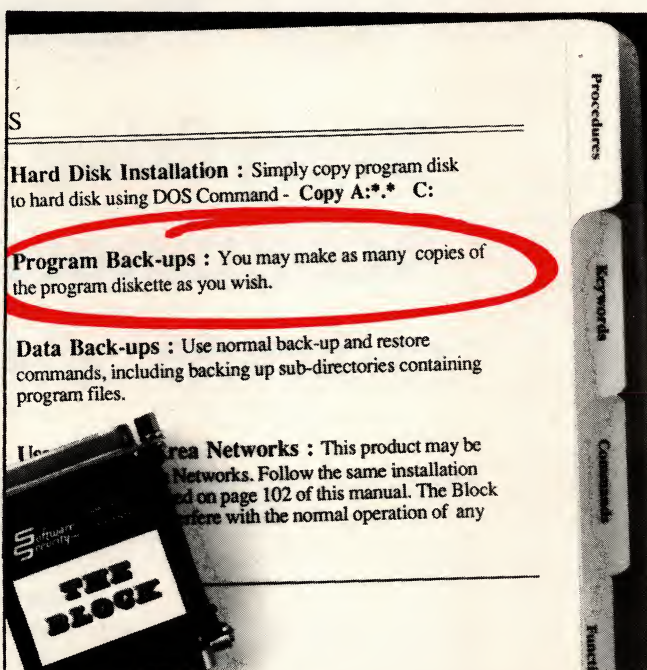 S
Hard Disk Installation : Simply copy program disk
to hard disk using DOS Command - Copy A:*.* C:
Program Back-ups : You may make as many copies of
the program diskette as you wish.
Data Back-ups : Use normal back-up and restore
commands, including backing up sub-directories containing
program files.
rea Networks : This product may be
Networks. Follow the same installation
ed on page 102 of this manual. The Block
rfere with the normal operation of any
Software
Security
THE
BLOCK
Procedures
Keywords
Commands
Functi